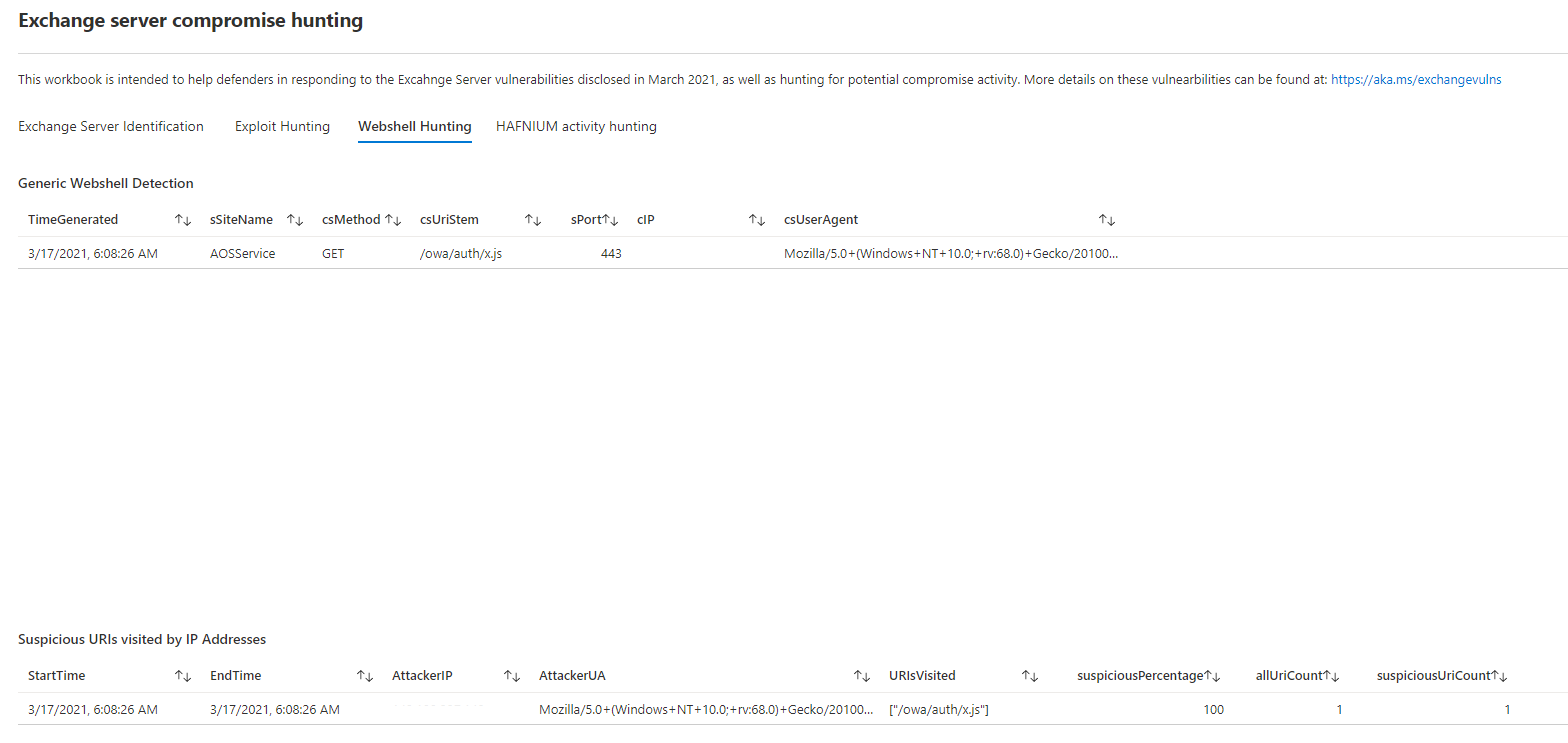 Exchange server compromise hunting
This workbook is intended to help defenders in responding to the Excahnge Server vulnerabilities disclosed in March 2021, as well as hunting for potential compromise activity. More details on these vulnearbilities can be found at: https://aka.ms/exchangevulns
Exchange Server Identification Exploit Hunting Webshell Hunting HAFNIUM activity hunting
Generic Webshell Detection
TimeGenerated ↑↓ sSiteName ↑↓ csMethod ↑↓ csUriStem ↑↓ sPort↑↓ cIP ↑↓ csUserAgent ↑↓
3/17/2021, 6:08:26 AM AOSService GET /owa/auth/x.js 443 Mozilla/5.0+(Windows+NT+10.0;+rv:68.0)+Gecko/20100...
Suspicious URIs visited by IP Addresses
StartTime ↑↓ EndTime ↑↓ AttackerIP ↑↓ AttackerUA ↑↓ URIsVisited ↑↓ suspiciousPercentage↑↓ allUriCount↑↓ suspiciousUriCount↑↓
3/17/2021, 6:08:26 AM 3/17/2021, 6:08:26 AM Mozilla/5.0+(Windows+NT+10.0;+rv:68.0)+Gecko/20100... ["/owa/auth/x.js"] 100 1 1